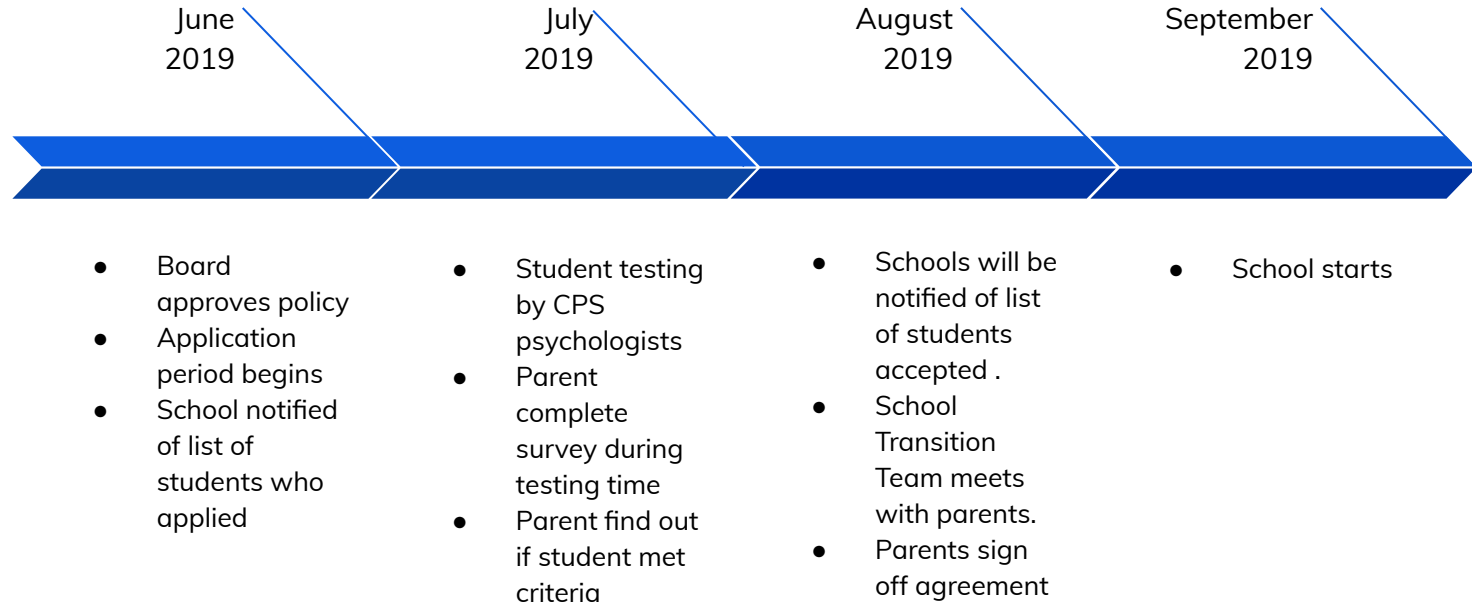 June
2019
July
2019
August
2019
September
2019
● Board
approves policy
● Application
period begins
● School notified
of list of
students who
applied
● Student testing
by CPS
psychologists
● Parent
complete
survey during
testing time
● Parent find out
if student met
criteria
● Schools will be
notified of list
of students
accepted .
● School
Transition
Team meets
with parents.
● Parents sign
off agreement
● School starts